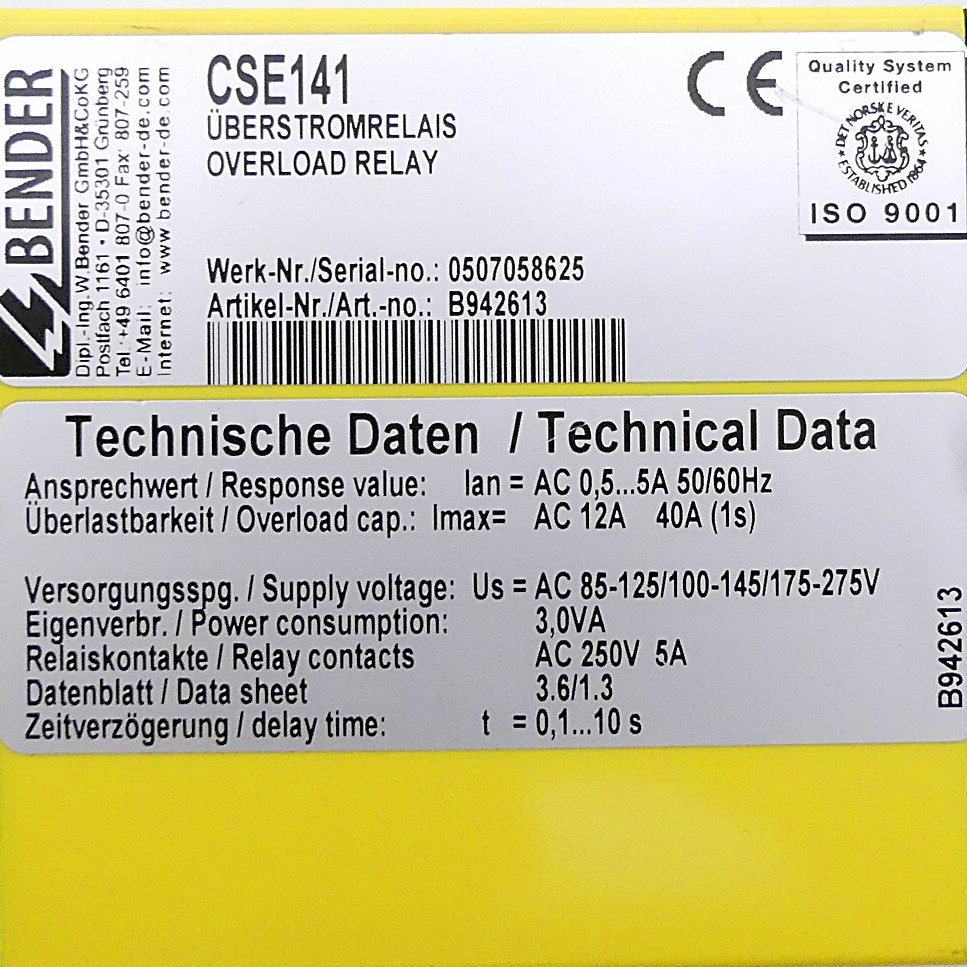 BENDER
Dipl.-Ing.W.Bender GmbH&CoKG
Postfach 1161 • D-35301 Grünberg
Tel.:+49 6401 807-0 Fax: 807-259
E-Mail: info@bender-de.com
Internet: www.bender-de.com
CSE141
ÜBERSTROMRELAIS
OVERLOAD RELAY
CE
Quality System
Certified
DET NORSKE VERITAS
ESTABLISHED 1864
ISO 9001
Werk-Nr./Serial-no.: 0507058625
Artikel-Nr./Art.-no.: B942613
Technische Daten / Technical Data
Ansprechwert / Response value: Ian = AC 0,5...5A 50/60Hz
Überlastbarkeit / Overload cap.: Imax= AC 12A 40A (1s)
Versorgungsspg. / Supply voltage: Us = AC 85-125/100-145/175-275V
Eigenverbr. / Power consumption: 3,0VA
Relaiskontakte / Relay contacts AC 250V 5A
Datenblatt / Data sheet 3.6/1.3
Zeitverzögerung / delay time: t = 0,1...10 s
B942613